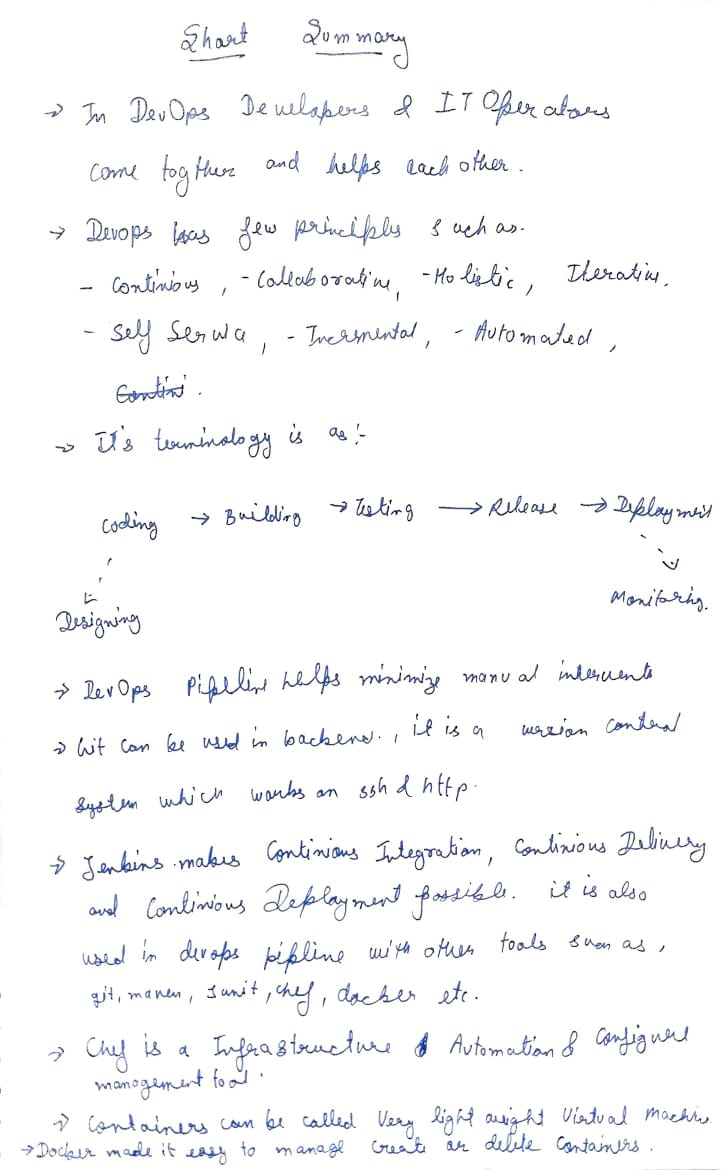 Short Summary
→ In DevOps Developers & IT Operators
come togther and helps each other.
→ Devops has few principles such as-
- Continious, - Collaborative, - Holistic, Iterative,
- Self Service, - Incremental, - Automated,
→ It's terminology is as :-
Coding → Building → Testing → Release → Deployment
Designing
Monitoring.
→ DevOps Pipeline helps minimize manual intervents
→ Git can be used in backend., it is a version control
system which works on ssh & http.
→ Jenkins makes Continious Integration, Continious Delivery
and Continious Deployment possible. it is also
used in devops pipline with other tools such as,
git, maven, Junit, chef, docker etc.
→ Chef is a Infrastructure Automation & Configure
management tool.
→ Containers can be called Very light weight Virtual Machine
→ Docker made it easy to manage create or delete Containers.